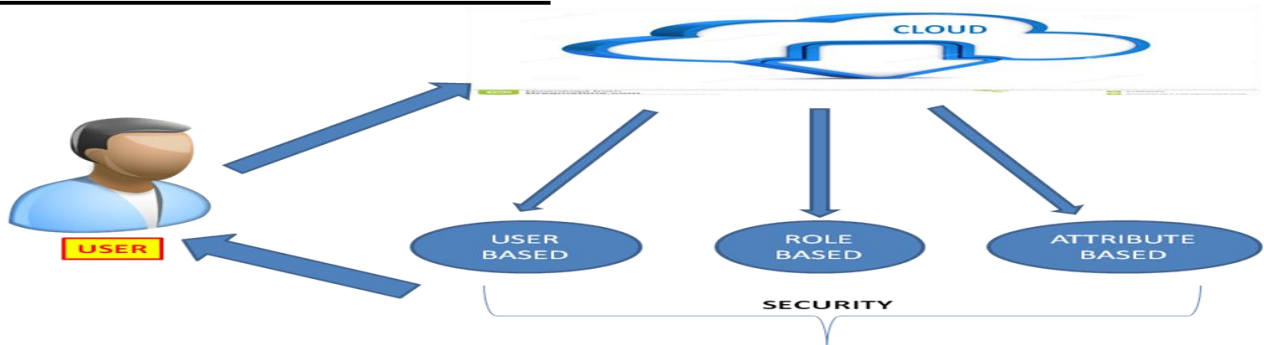 CLOUD
USER
USER
BASED
ROLE
BASED
ATTRIBUTE
BASED
SECURITY